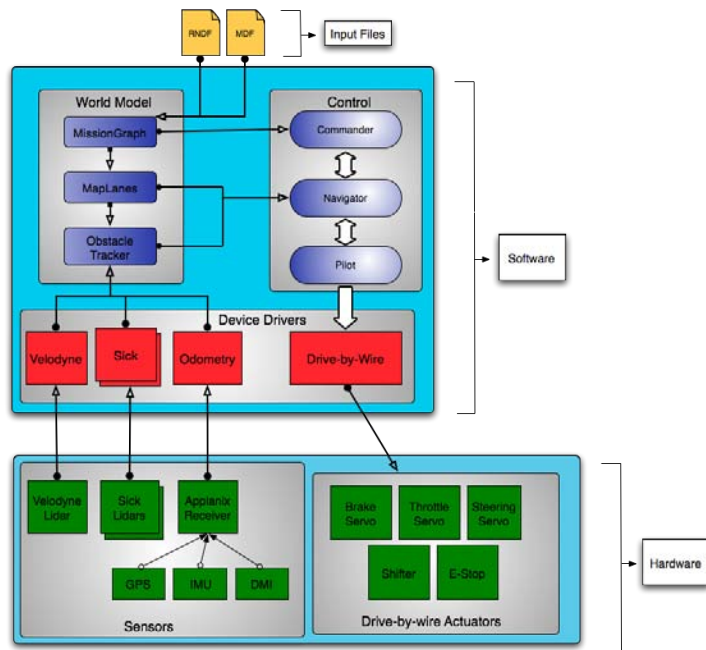 RNDF
MDF
Input Files
World Model
Control
MissionGraph
Commander
MapLanes
Navigator
Obstacle
Tracker
Pilot
Software
Device Drivers
Velodyne
Sick
Odometry
Drive-by-Wire
Velodyne
Lidar
Sick
Lidars
Applanix
Receiver
Brake
Servo
Throttle
Servo
Steering
Servo
GPS
IMU
DMI
Shifter
E-Stop
Hardware
Sensors
Drive-by-wire Actuators